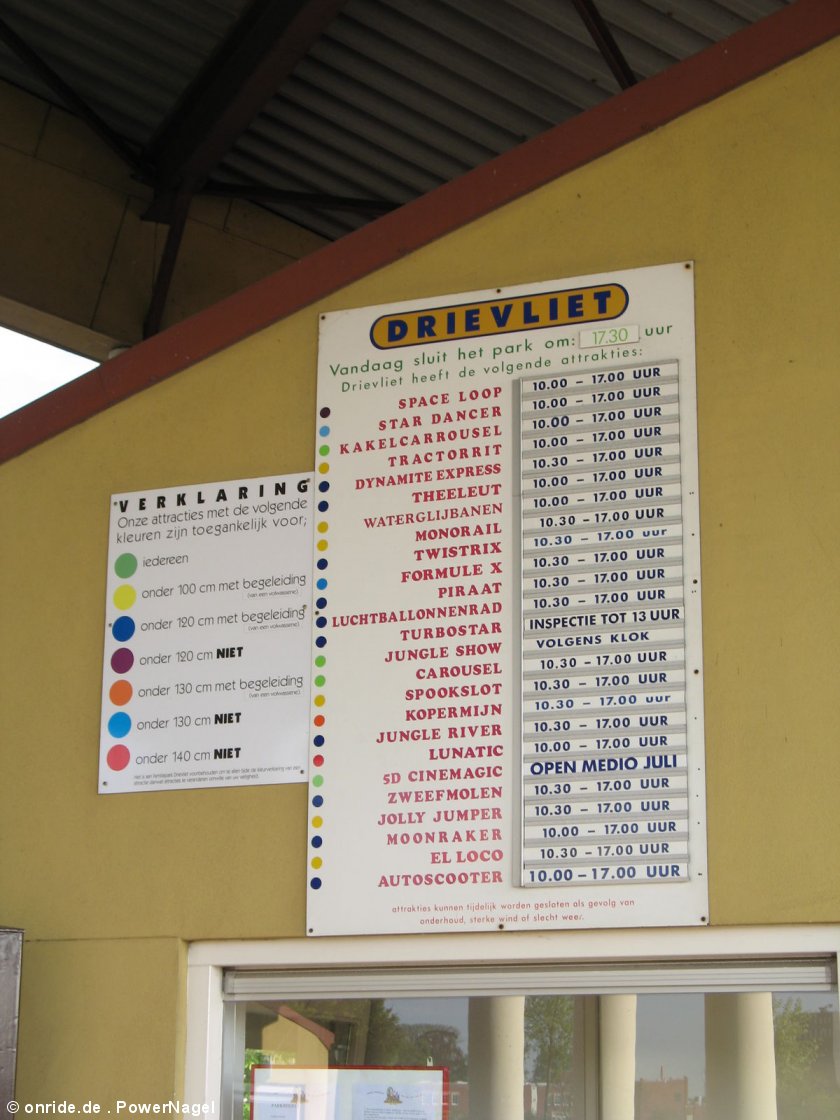 DRIEVLIET
Vandaag sluit het park om: 17.30 uur
Drievliet heeft de volgende attrakties:
SPACE LOOP 10.00 - 17.00 UUR
STAR DANCER 10.00 - 17.00 UUR
KAKELCARROUSEL 10.00 - 17.00 UUR
TRACTORRIT 10.00 - 17.00 UUR
DYNAMITE EXPRESS 10.30 - 17.00 UUR
THEELEUT 10.00 - 17.00 UUR
WATERGLIJBANEN 10.00 - 17.00 UUR
MONORAIL 10.30 - 17.00 UUR
TWISTRIX 10.30 - 17.00 uur
FORMULE X 10.30 - 17.00 UUR
PIRAAT 10.30 - 17.00 UUR
LUCHTBALLONNENRAD 10.30 - 17.00 UUR
TURBOSTAR INSPECTIE TOT 13 UUR
JUNGLE SHOW VOLGENS KLOK
CAROUSEL 10.30 - 17.00 UUR
SPOOKSLOT 10.30 - 17.00 UUR
KOPERMIJN 10.30 - 17.00 uur
JUNGLE RIVER 10.30 - 17.00 UUR
LUNATIC 10.00 - 17.00 UUR
5D CINEMAGIC OPEN MEDIO JULI
ZWEEFMOLEN 10.30 - 17.00 UUR
JOLLY JUMPER 10.30 - 17.00 UUR
MOONRAKER 10.00 - 17.00 UUR
EL LOCO 10.30 - 17.00 UUR
AUTOSCOOTER 10.00 - 17.00 UUR
attrakties kunnen tijdelijk worden gesloten als gevolg van
onderhoud, sterke wind of slecht weer.
VERKLARING
Onze attracties met de volgende
kleuren zijn toegankelijk voor;
iedereen
onder 100 cm met begeleiding
(van een volwassene)
onder 120 cm met begeleiding
(van een volwassene)
onder 120 cm NIET
onder 130 cm met begeleiding
(van een volwassene)
onder 130 cm NIET
onder 140 cm NIET
© onride.de . PowerNagel